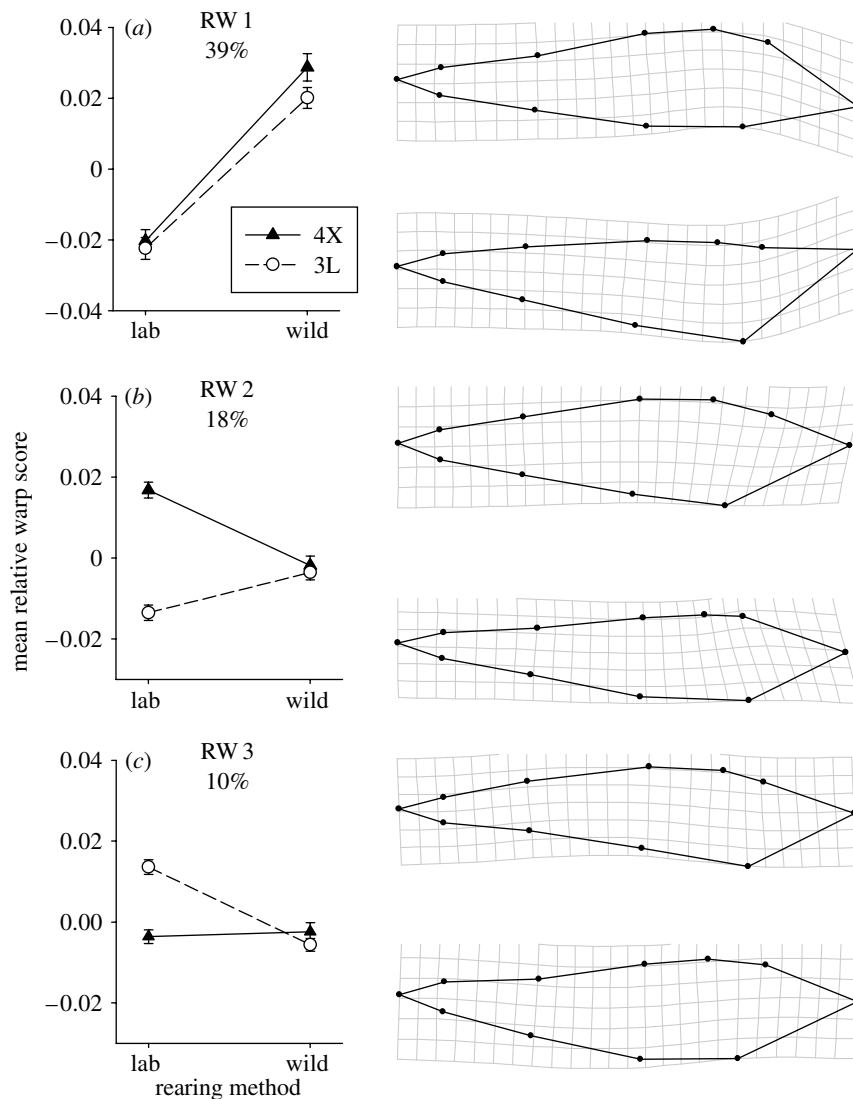 (a) RW 1
39%
0.04
0.02
0
−0.02
−0.04
4X
3L
lab wild
(b) RW 2
18%
0.04
0.02
0
−0.02
lab wild
mean relative warp score
(c) RW 3
10%
0.04
0.02
0.00
−0.02
lab wild
rearing method